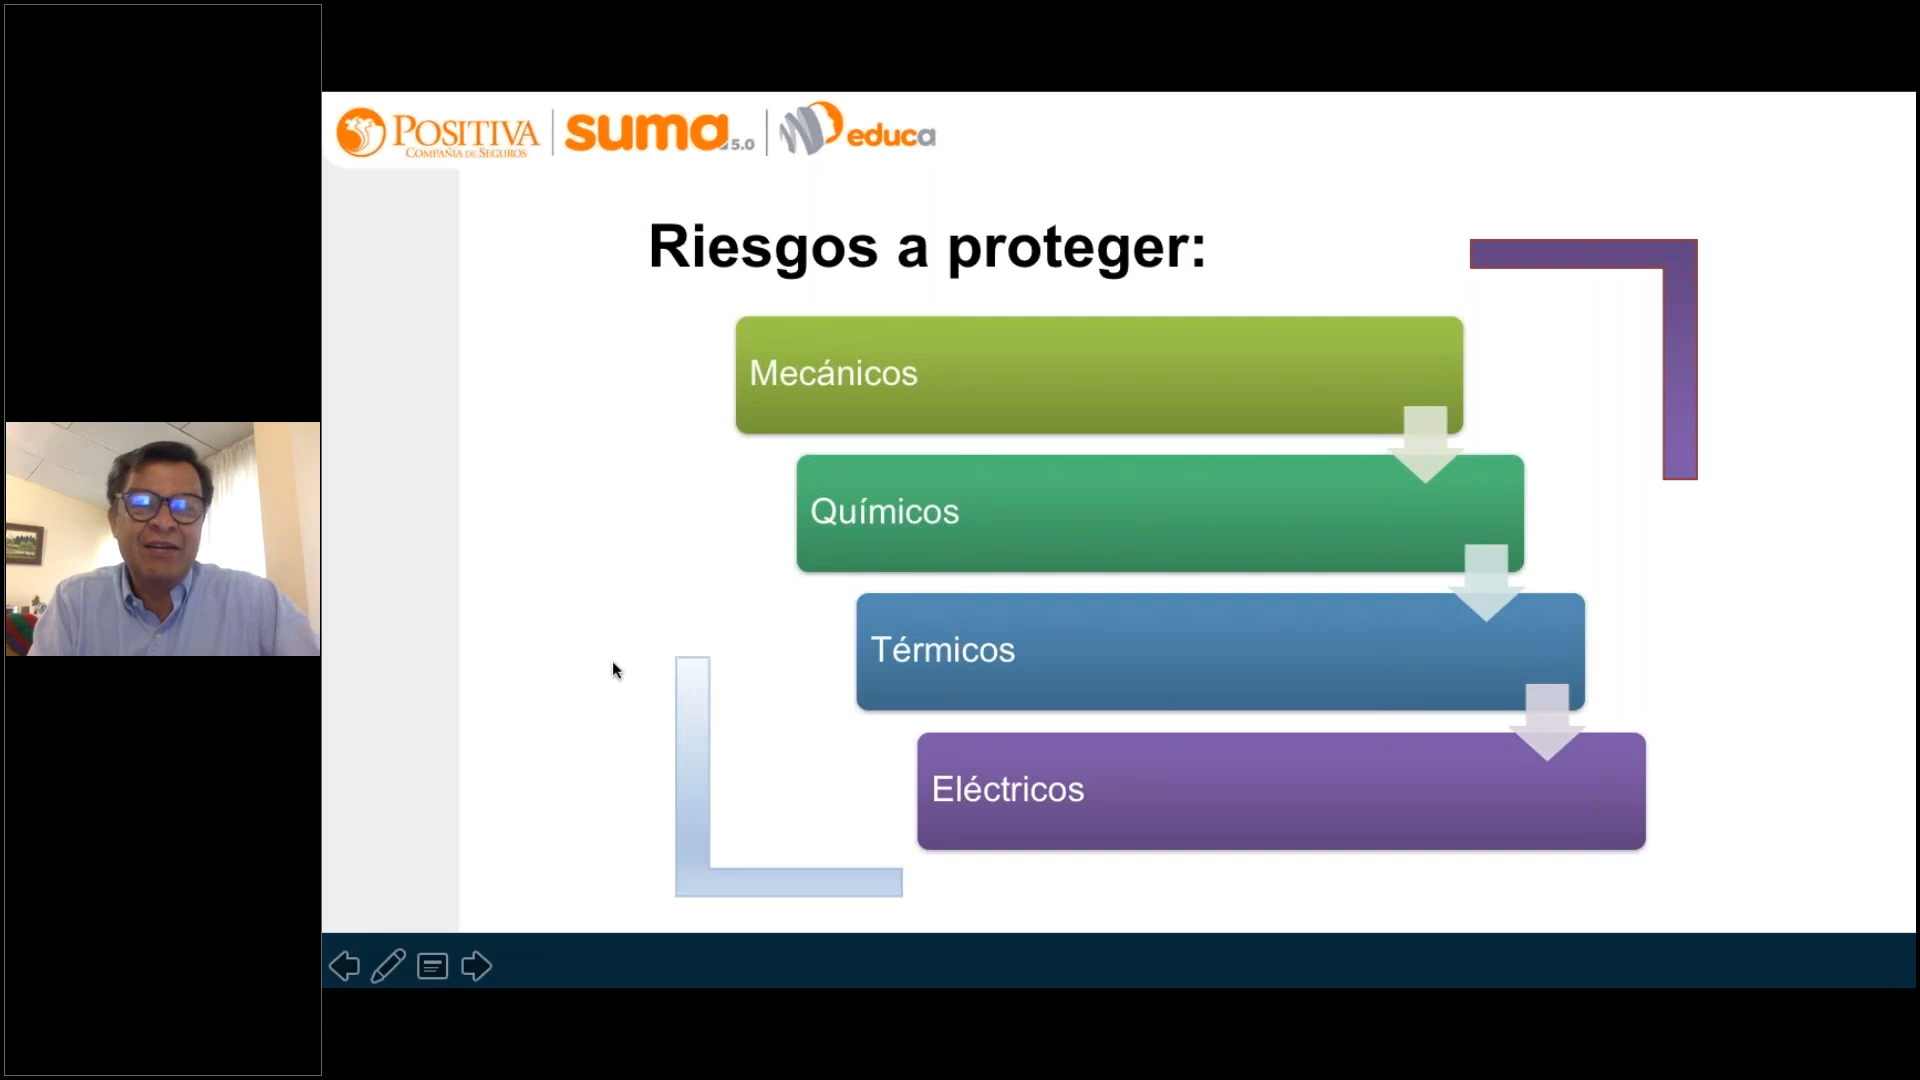 POSITIVA
COMPAÑÍA DE SEGUROS
suma 5.0
educa
Riesgos a proteger:
Mecánicos
Químicos
Térmicos
Eléctricos